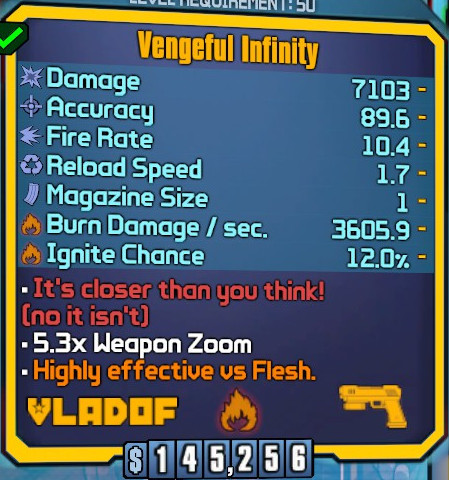 LEVEL REQUIREMENT: 50
Vengeful Infinity
Damage 7103 -
Accuracy 89.6 -
Fire Rate 10.4 -
Reload Speed 1.7 -
Magazine Size 1 -
Burn Damage / sec. 3605.9 -
Ignite Chance 12.0% -
• It's closer than you think!
(no it isn't)
• 5.3x Weapon Zoom
• Highly effective vs Flesh.
VLADOF
$145,256